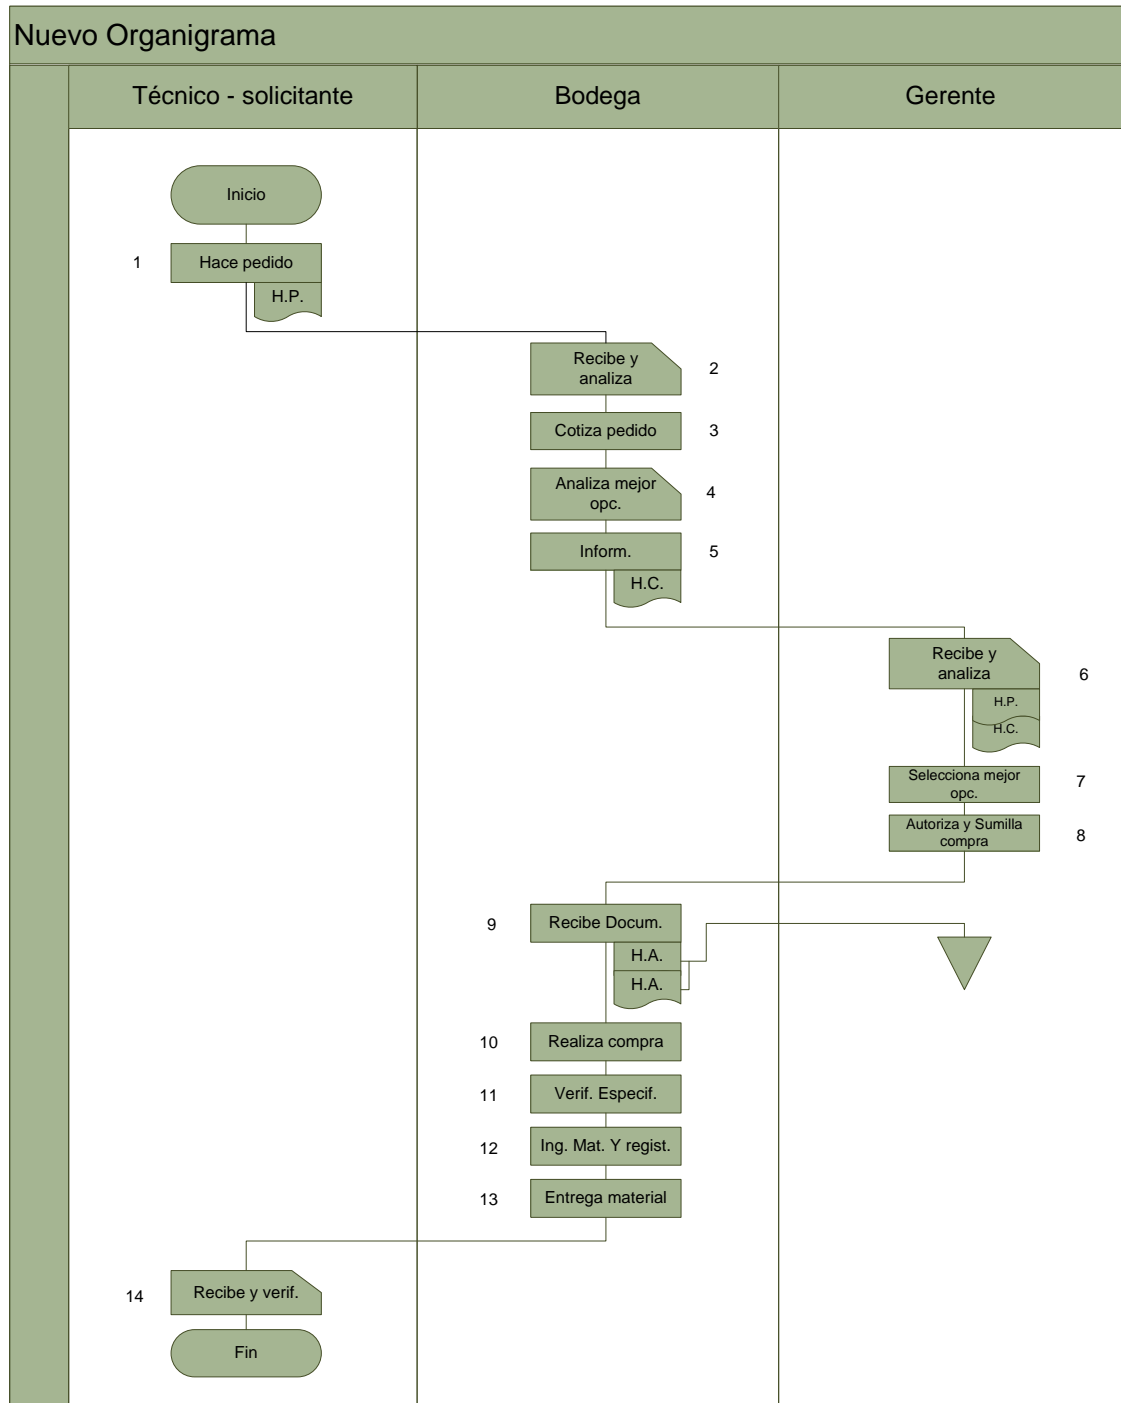 Nuevo Organigrama
Técnico - solicitante
Bodega
Gerente
Inicio
1
Hace pedido
H.P.
Recibe y
analiza
2
Cotiza pedido
3
Analiza mejor
opc.
4
Inform.
5
H.C.
Recibe y
analiza
6
H.P.
H.C.
Selecciona mejor
opc.
7
Autoriza y Sumilla
compra
8
9
Recibe Docum.
H.A.
H.A.
10
Realiza compra
11
Verif. Especif.
12
Ing. Mat. Y regist.
13
Entrega material
14
Recibe y verif.
Fin